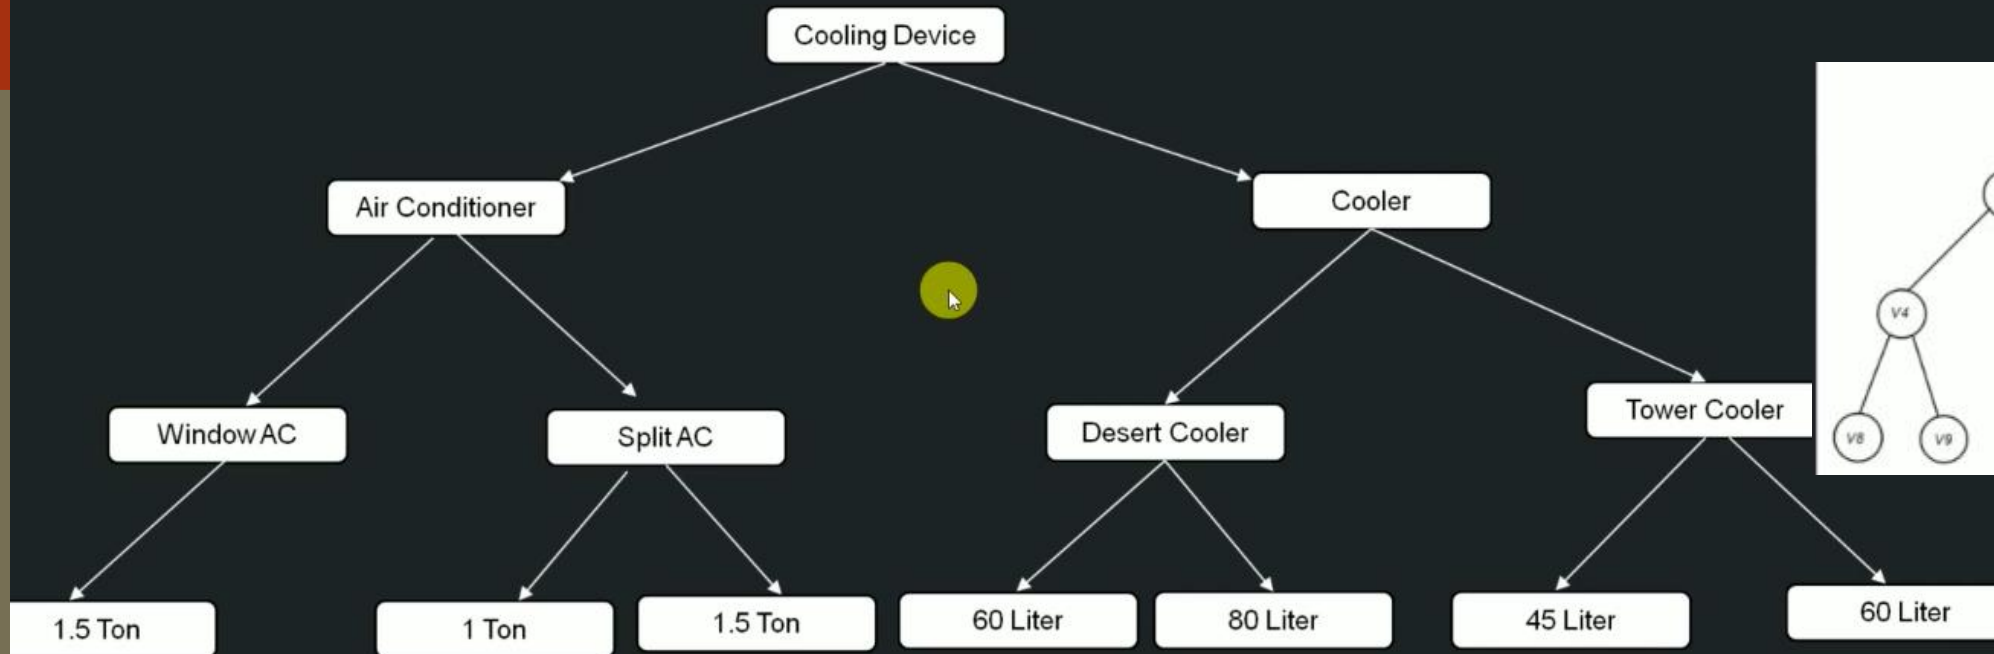 Cooling Device
Air Conditioner
Cooler
V4
Window AC
Split AC
Desert Cooler
Tower Cooler
V8
V9
1.5 Ton
1 Ton
1.5 Ton
60 Liter
80 Liter
45 Liter
60 Liter